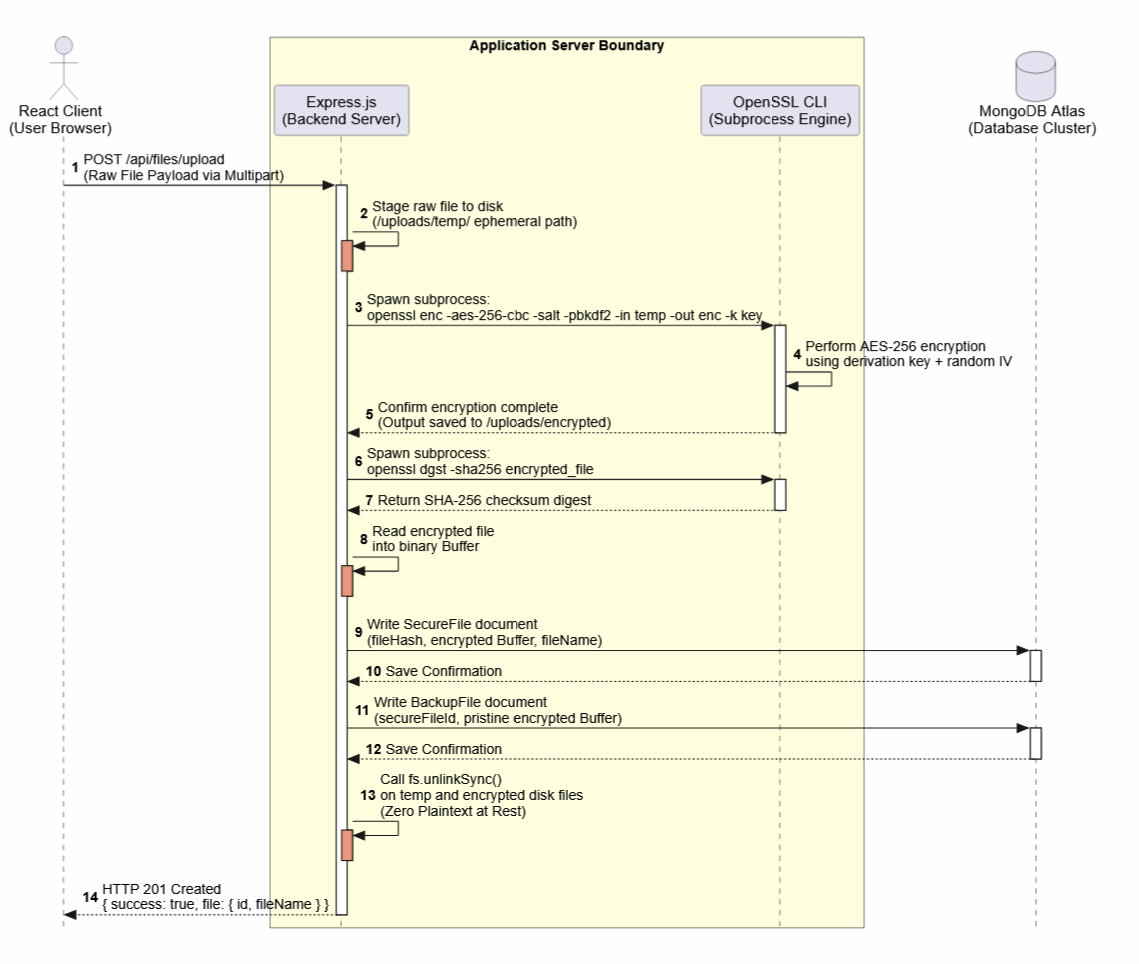 Application Server Boundary
React Client
(User Browser)
Express.js
(Backend Server)
OpenSSL CLI
(Subprocess Engine)
MongoDB Atlas
(Database Cluster)
1 POST /api/files/upload
(Raw File Payload via Multipart)
2 Stage raw file to disk
(/uploads/temp/ ephemeral path)
3 Spawn subprocess:
openssl enc -aes-256-cbc -salt -pbkdf2 -in temp -out enc -k key
4 Perform AES-256 encryption
using derivation key + random IV
5 Confirm encryption complete
(Output saved to /uploads/encrypted)
6 Spawn subprocess:
openssl dgst -sha256 encrypted_file
7 Return SHA-256 checksum digest
8 Read encrypted file
into binary Buffer
9 Write SecureFile document
(fileHash, encrypted Buffer, fileName)
10 Save Confirmation
11 Write BackupFile document
(secureFileId, pristine encrypted Buffer)
12 Save Confirmation
Call fs.unlinkSync()
13 on temp and encrypted disk files
(Zero Plaintext at Rest)
14 HTTP 201 Created
{ success: true, file: { id, fileName } }